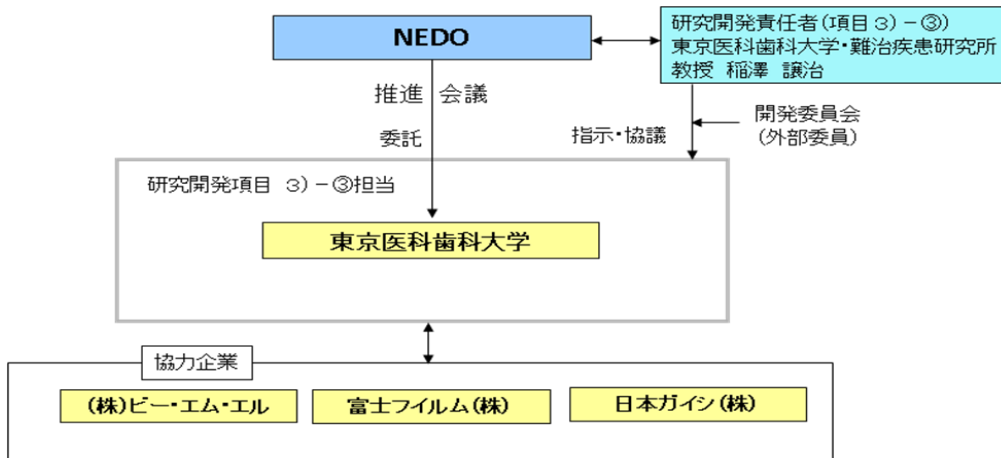 NEDO
研究開発責任者(項目３)－③)
東京医科歯科大学・難治疾患研究所
教授 稲澤 譲治
推進 会議
委託
指示・協議
開発委員会
(外部委員)
研究開発項目 ３)－③担当
東京医科歯科大学
協力企業
(株)ビー・エム・エル
富士フイルム(株)
日本ガイシ(株)